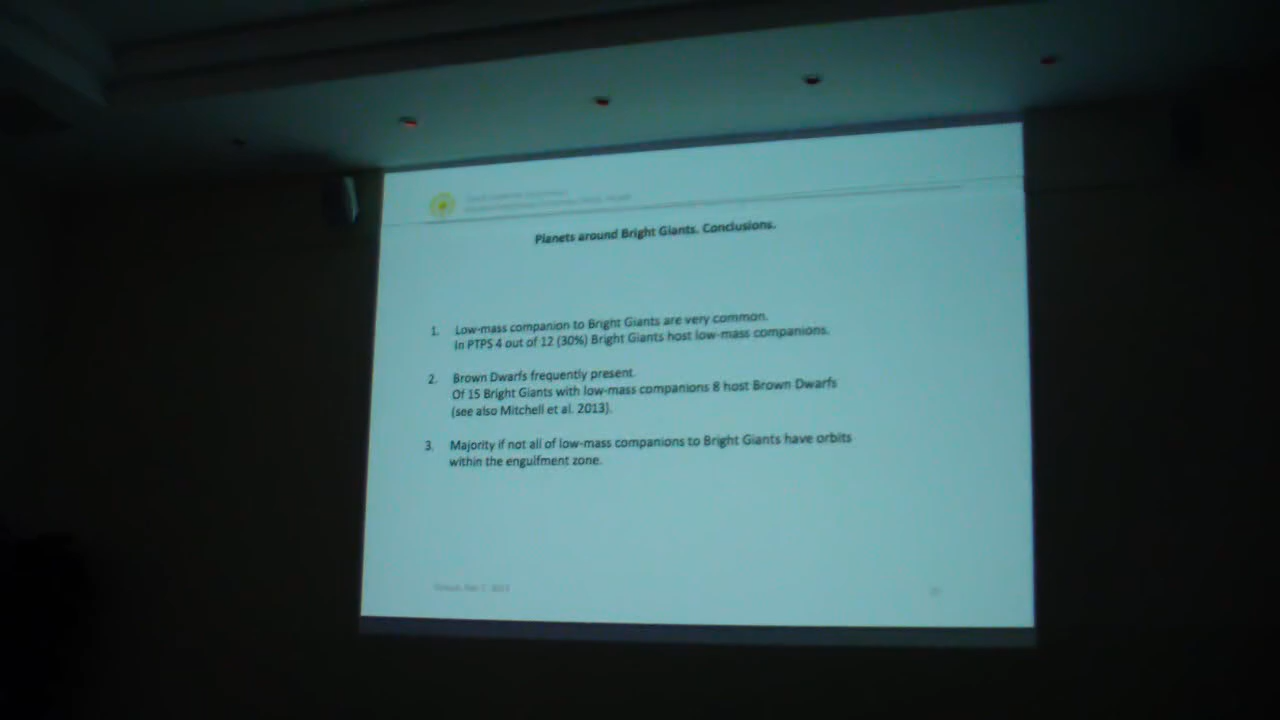 Planets around Bright Giants. Conclusions.
1. Low-mass companion to Bright Giants are very common.
In PTPS 4 out of 12 (30%) Bright Giants host low-mass companions.
2. Brown Dwarfs frequently present.
Of 15 Bright Giants with low-mass companions 8 host Brown Dwarfs
(see also Mitchell et al. 2013).
3. Majority if not all of low-mass companions to Bright Giants have orbits
within the engulfment zone.